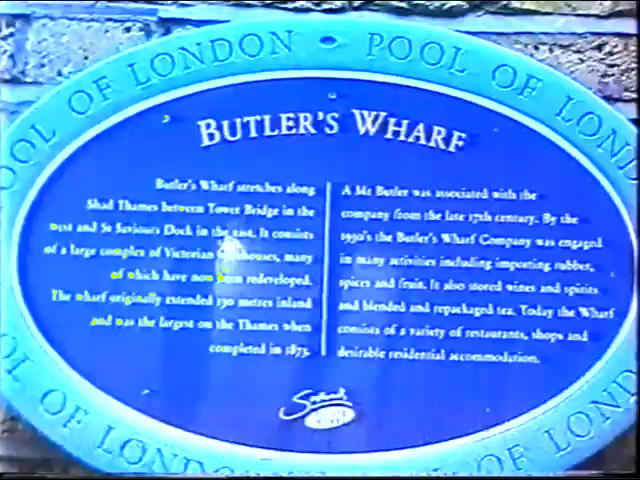 POOL OF LONDON • POOL OF LONDON
BUTLER'S WHARF
Butler's Wharf stretches along
Shad Thames between Tower Bridge in the
west and St Saviours Dock in the east. It consists
of a large complex of Victorian warehouses, many
of which have now been redeveloped.
The wharf originally extended 130 metres inland
and was the largest on the Thames when
completed in 1873.
A Mr Butler was associated with the
company from the late 17th century. By the
1930's the Butler's Wharf Company was engaged
in many activities including importing rubber,
spices and fruit. It also stored wines and spirits
and blended and repackaged tea. Today the Wharf
consists of a variety of restaurants, shops and
desirable residential accommodation.
OL OF LONDON
OF LOND